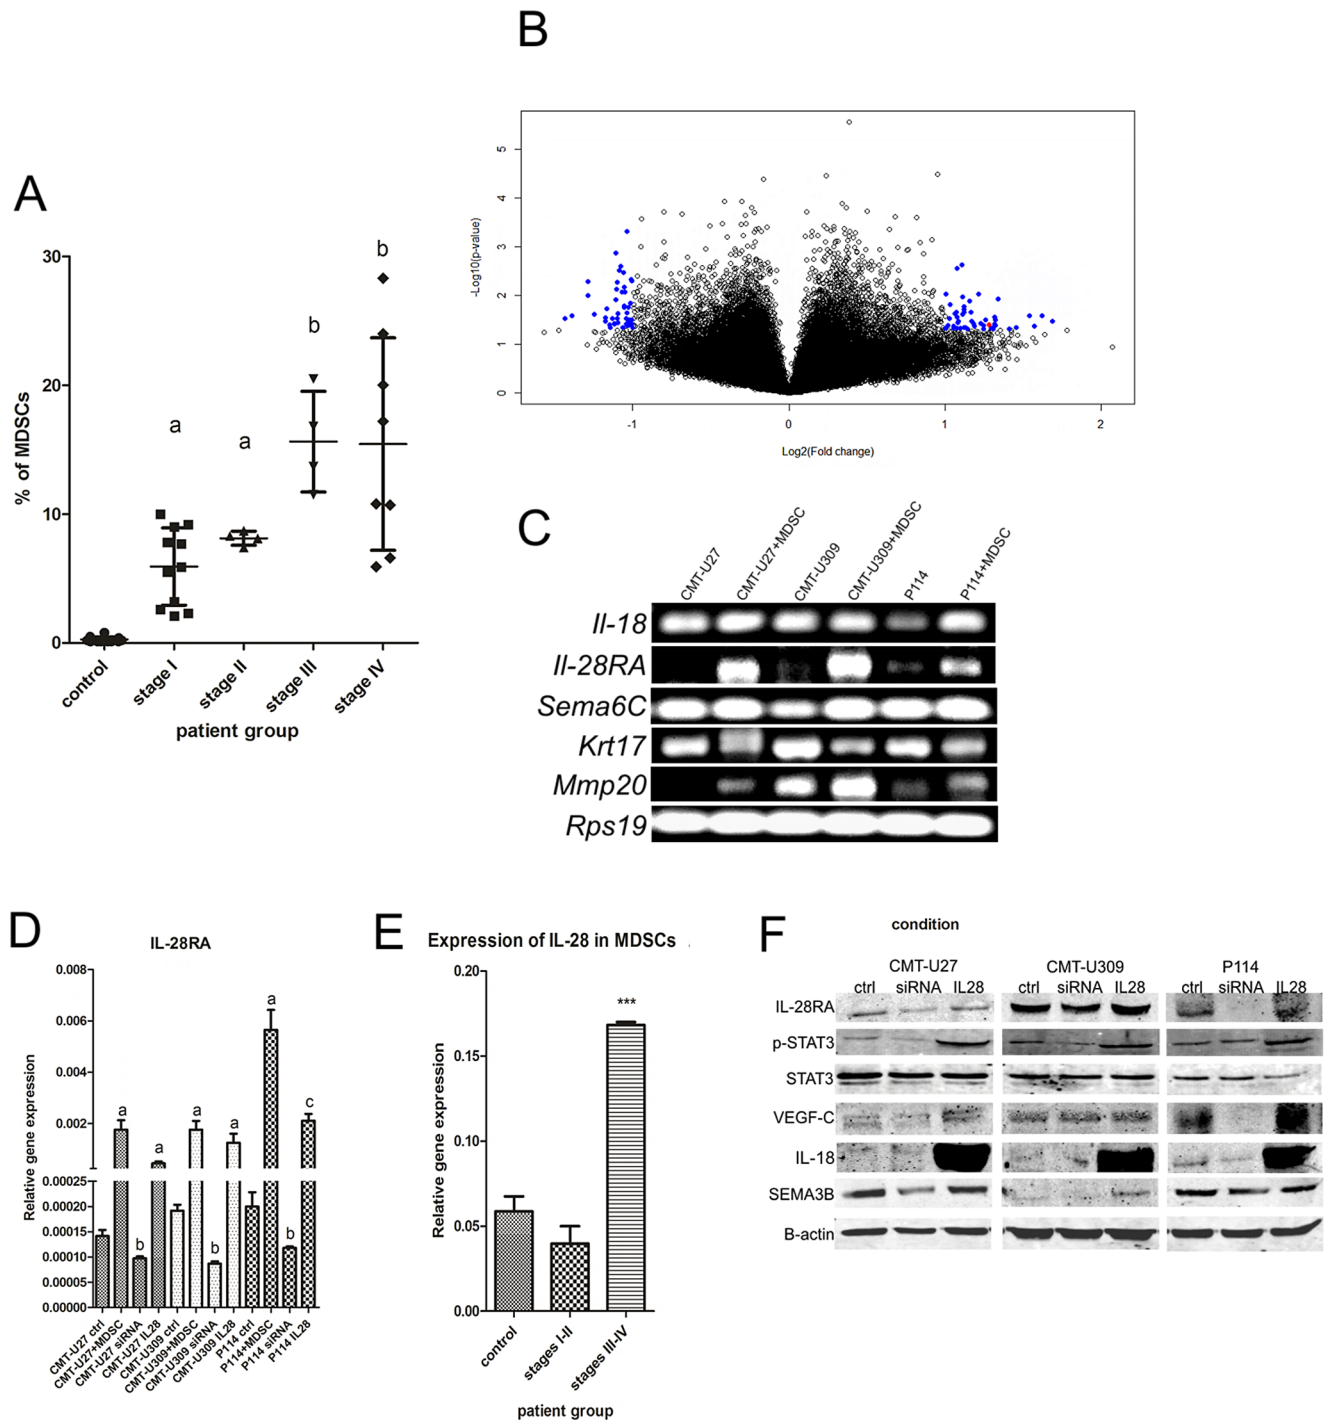 A
30
20
10
0
% of MDSCs
a
a
b
b
control
stage I
stage II
stage III
stage IV
patient group
B
5
4
3
2
1
0
-Log10(p-value)
-1
0
1
2
Log2(Fold change)
C
CMT-U27
CMT-U27+MDSC
CMT-U309
CMT-U309+MDSC
P114
P114+MDSC
Il-18
Il-28RA
Sema6C
Krt17
Mmp20
Rps19
D
IL-28RA
0.008
0.006
0.004
0.002
0.00025
0.00020
0.00015
0.00010
0.00005
0.00000
Relative gene expression
a
b
a
a
b
a
a
b
c
CMT-U27 ctrl
CMT-U27+MDSC
CMT-U27 siRNA
CMT-U27 IL28
CMT-U309 ctrl
CMT-U309+MDSC
CMT-U309 siRNA
CMT-U309 IL28
P114 ctrl
P114+MDSC
P114 siRNA
P114 IL28
E
Expression of IL-28 in MDSCs
0.20
0.15
0.10
0.05
0.00
Relative gene expression
***
control
stages I-II
stages III-IV
patient group
F
condition
CMT-U27 CMT-U309 P114
ctrl siRNA IL28 ctrl siRNA IL28 ctrl siRNA IL28
IL-28RA
p-STAT3
STAT3
VEGF-C
IL-18
SEMA3B
B-actin